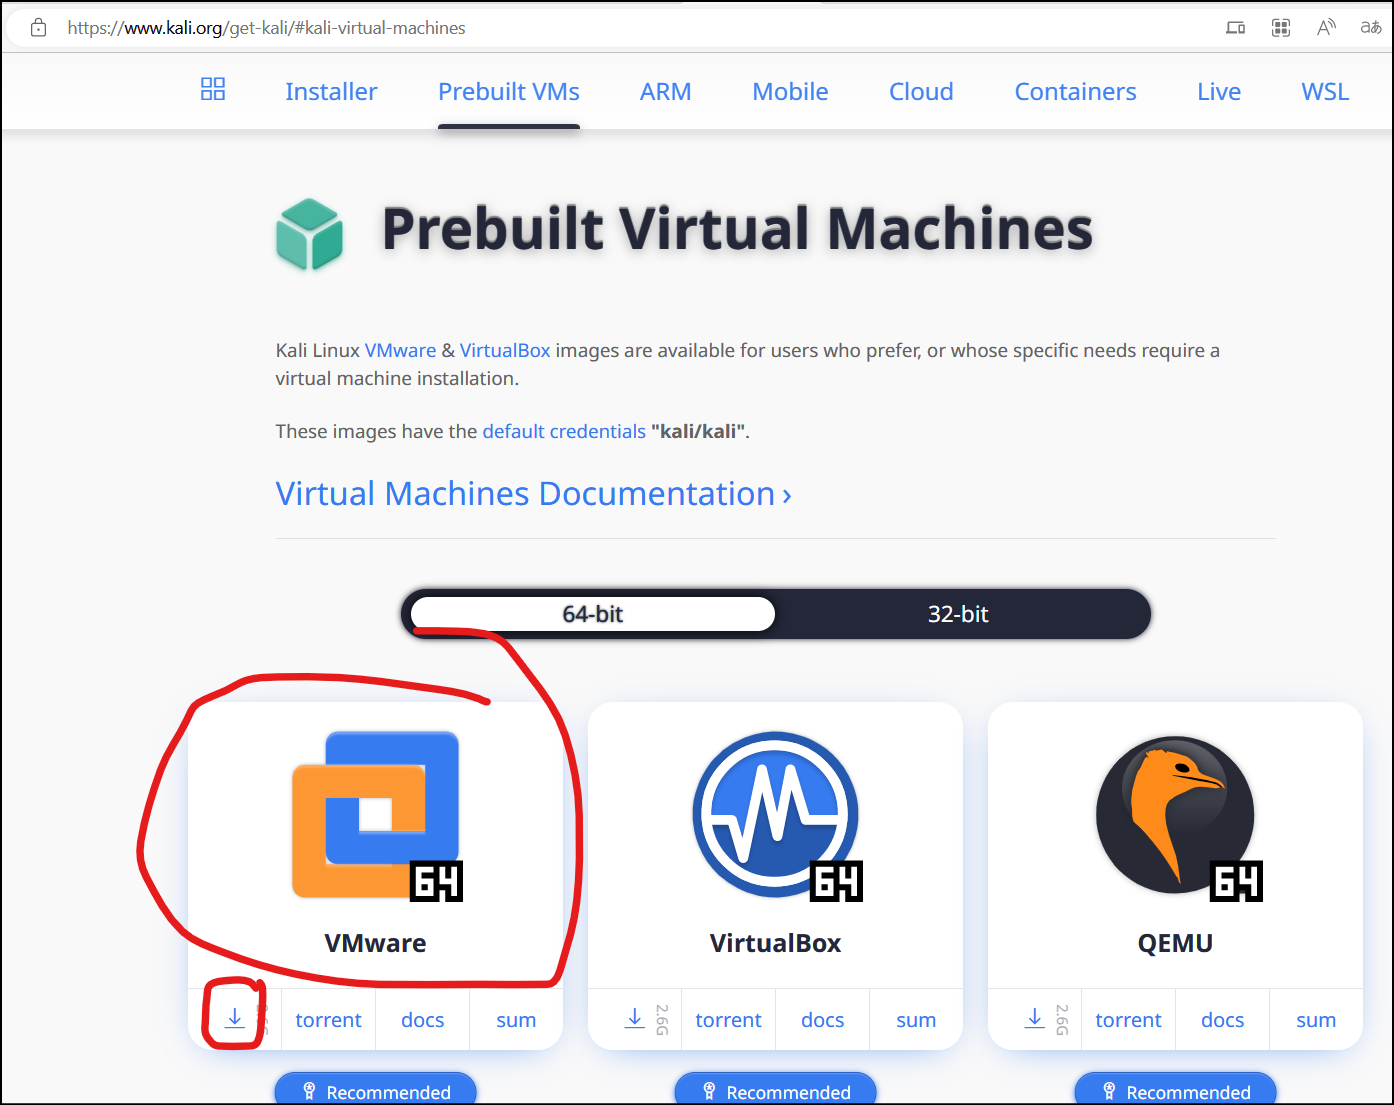 https://www.kali.org/get-kali/#kali-virtual-machines
Installer Prebuilt VMs ARM Mobile Cloud Containers Live WSL
Prebuilt Virtual Machines
Kali Linux VMware & VirtualBox images are available for users who prefer, or whose specific needs require a
virtual machine installation.
These images have the default credentials "kali/kali".
Virtual Machines Documentation ›
64-bit 32-bit
64 64 64
VMware VirtualBox QEMU
torrent docs sum 2.6G torrent docs sum 2.6G torrent docs sum
Recommended Recommended Recommended